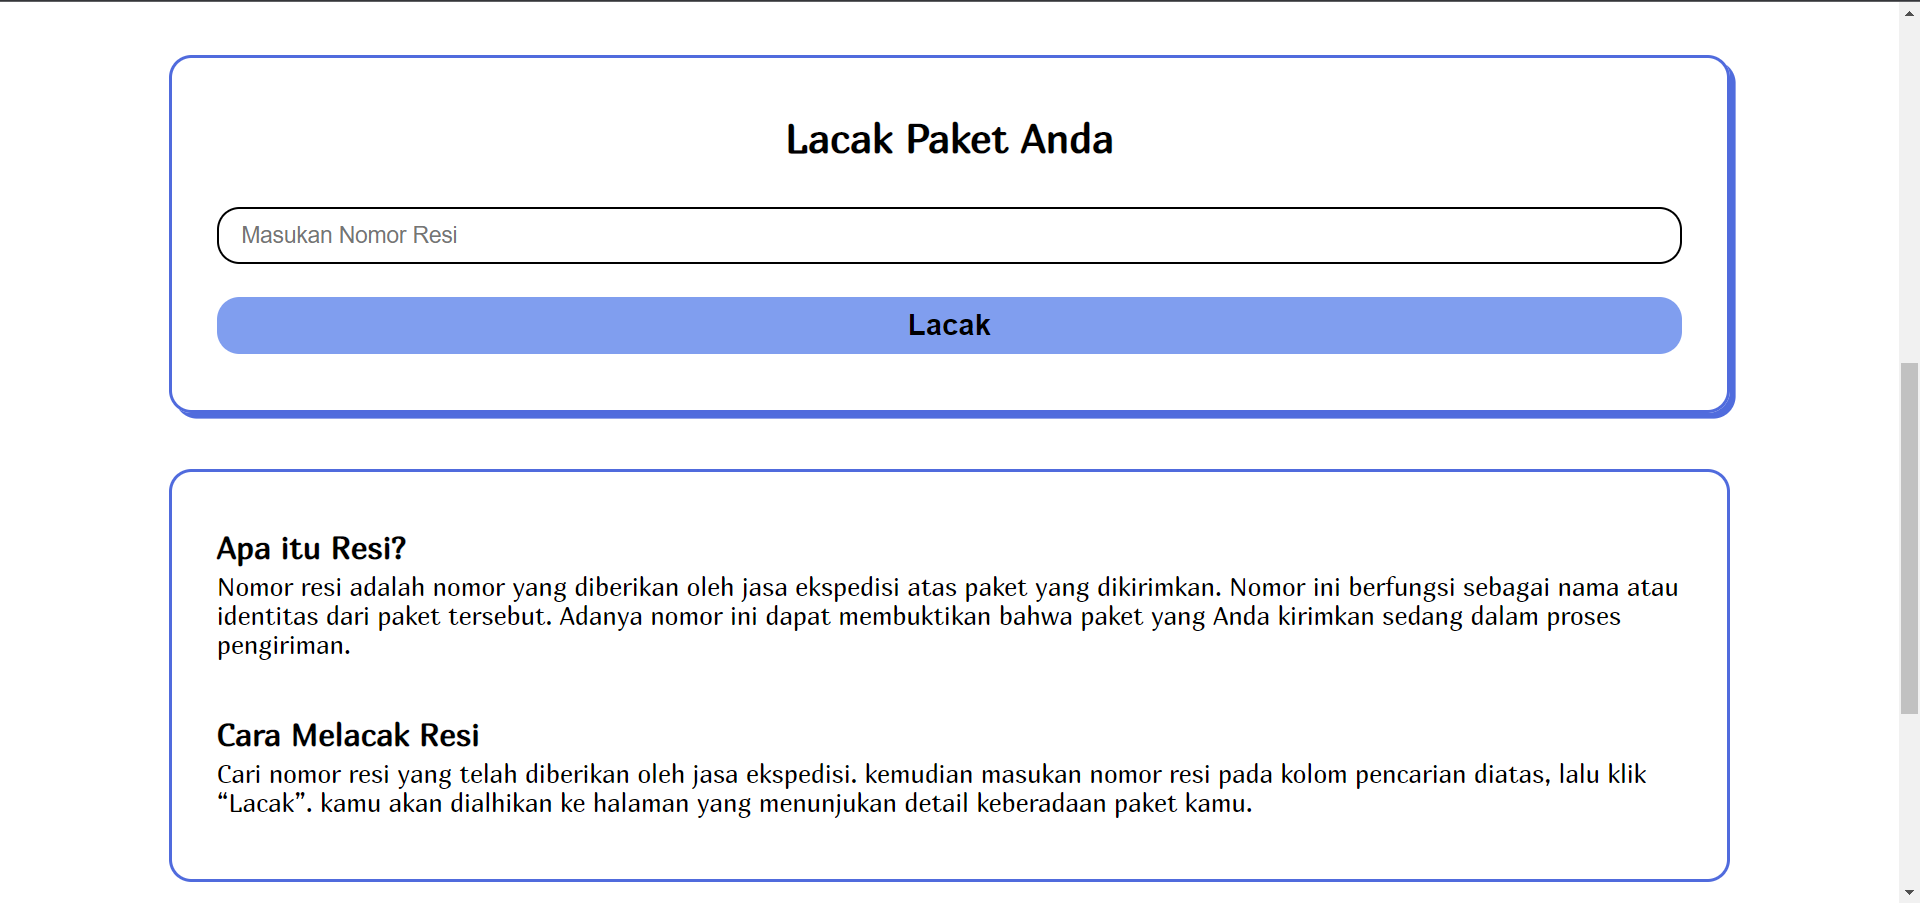 Lacak Paket Anda
Masukan Nomor Resi
Lacak
Apa itu Resi?
Nomor resi adalah nomor yang diberikan oleh jasa ekspedisi atas paket yang dikirimkan. Nomor ini berfungsi sebagai nama atau
identitas dari paket tersebut. Adanya nomor ini dapat membuktikan bahwa paket yang Anda kirimkan sedang dalam proses
pengiriman.
Cara Melacak Resi
Cari nomor resi yang telah diberikan oleh jasa ekspedisi. kemudian masukan nomor resi pada kolom pencarian diatas, lalu klik
“Lacak”. kamu akan dialhikan ke halaman yang menunjukan detail keberadaan paket kamu.